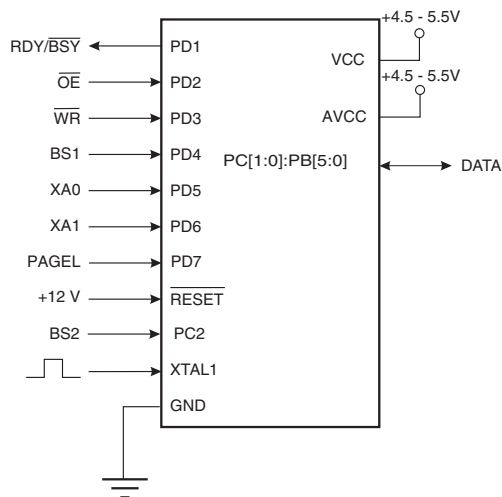 +4.5 - 5.5V
RDY/BSY PD1
VCC
OE PD2
+4.5 - 5.5V
WR PD3
AVCC
BS1 PD4
PC[1:0]:PB[5:0] DATA
XA0 PD5
XA1 PD6
PAGEL PD7
+12 V RESET
BS2 PC2
XTAL1
GND